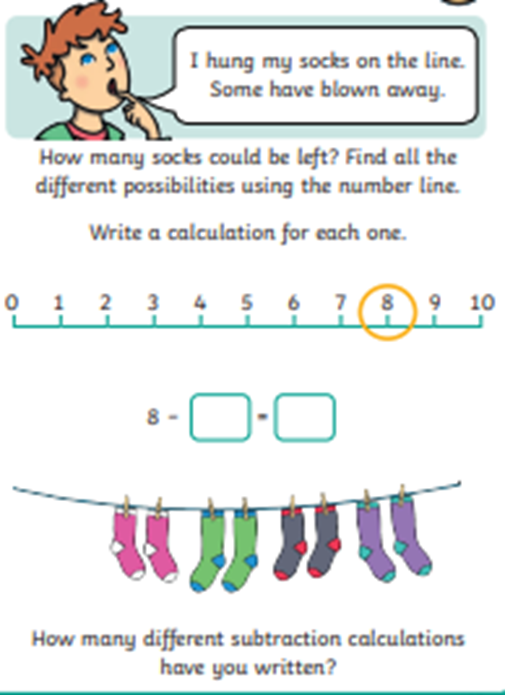 I hung my socks on the line.
Some have blown away.
How many socks could be left? Find all the
different possibilities using the number line.
Write a calculation for each one.
0 1 2 3 4 5 6 7 8 9 10
8 - =
How many different subtraction calculations
have you written?